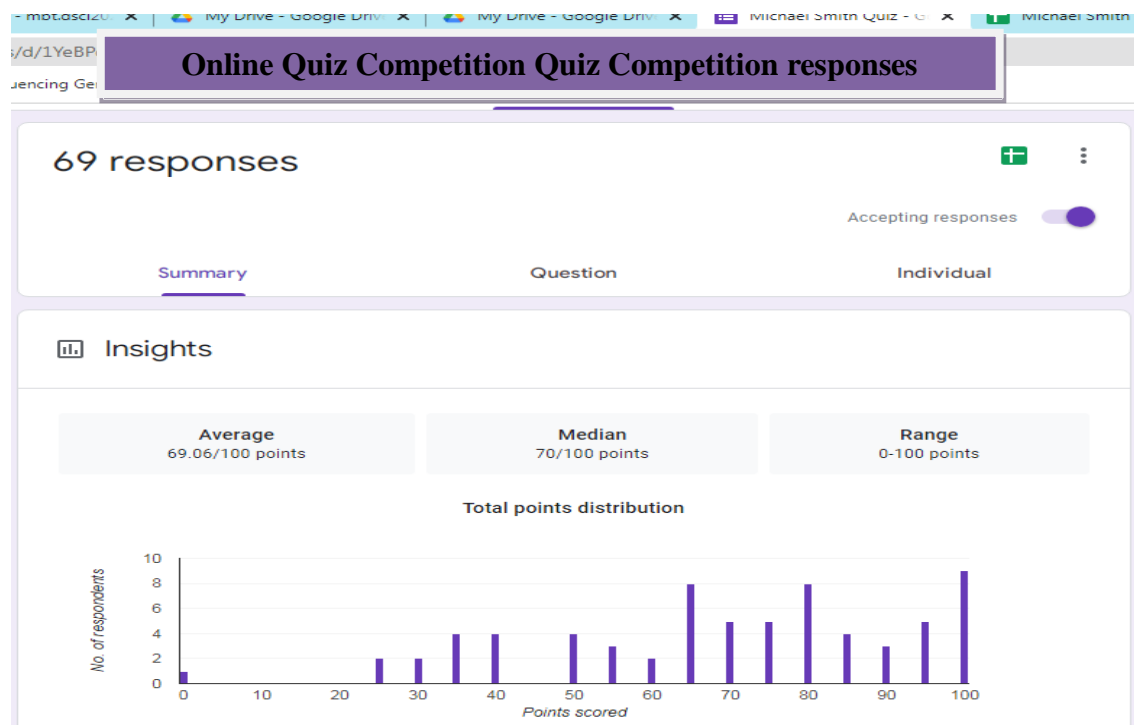 - mbt.dsci20. X My Drive - Google Driv X My Drive - Google Driv X Michael Smith Quiz - G X Michael Smith
s/d/1YeBP
Online Quiz Competition Quiz Competition responses
uencing Ge
69 responses
Accepting responses
Summary Question Individual
Insights
Average Median Range
69.06/100 points 70/100 points 0-100 points
Total points distribution
10
8
6
4
2
0
No. of respondents
0 10 20 30 40 50 60 70 80 90 100
Points scored